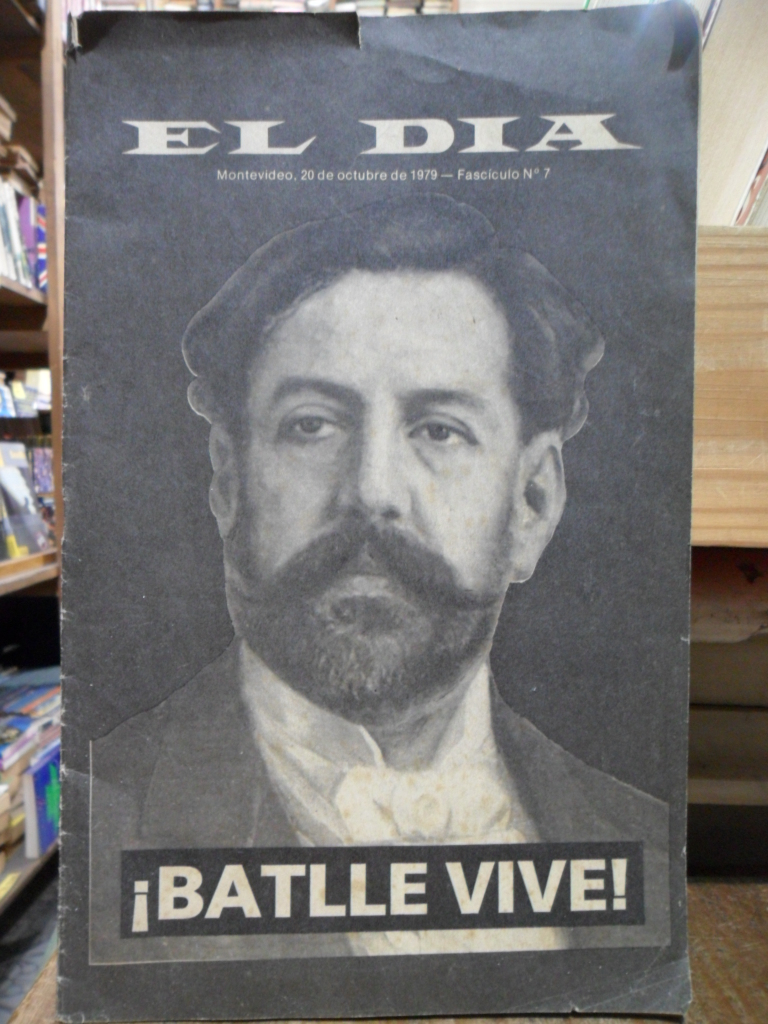 EL DIA
Montevideo, 20 de octubre de 1979 — Fascículo Nº 7
¡BATLLE VIVE!